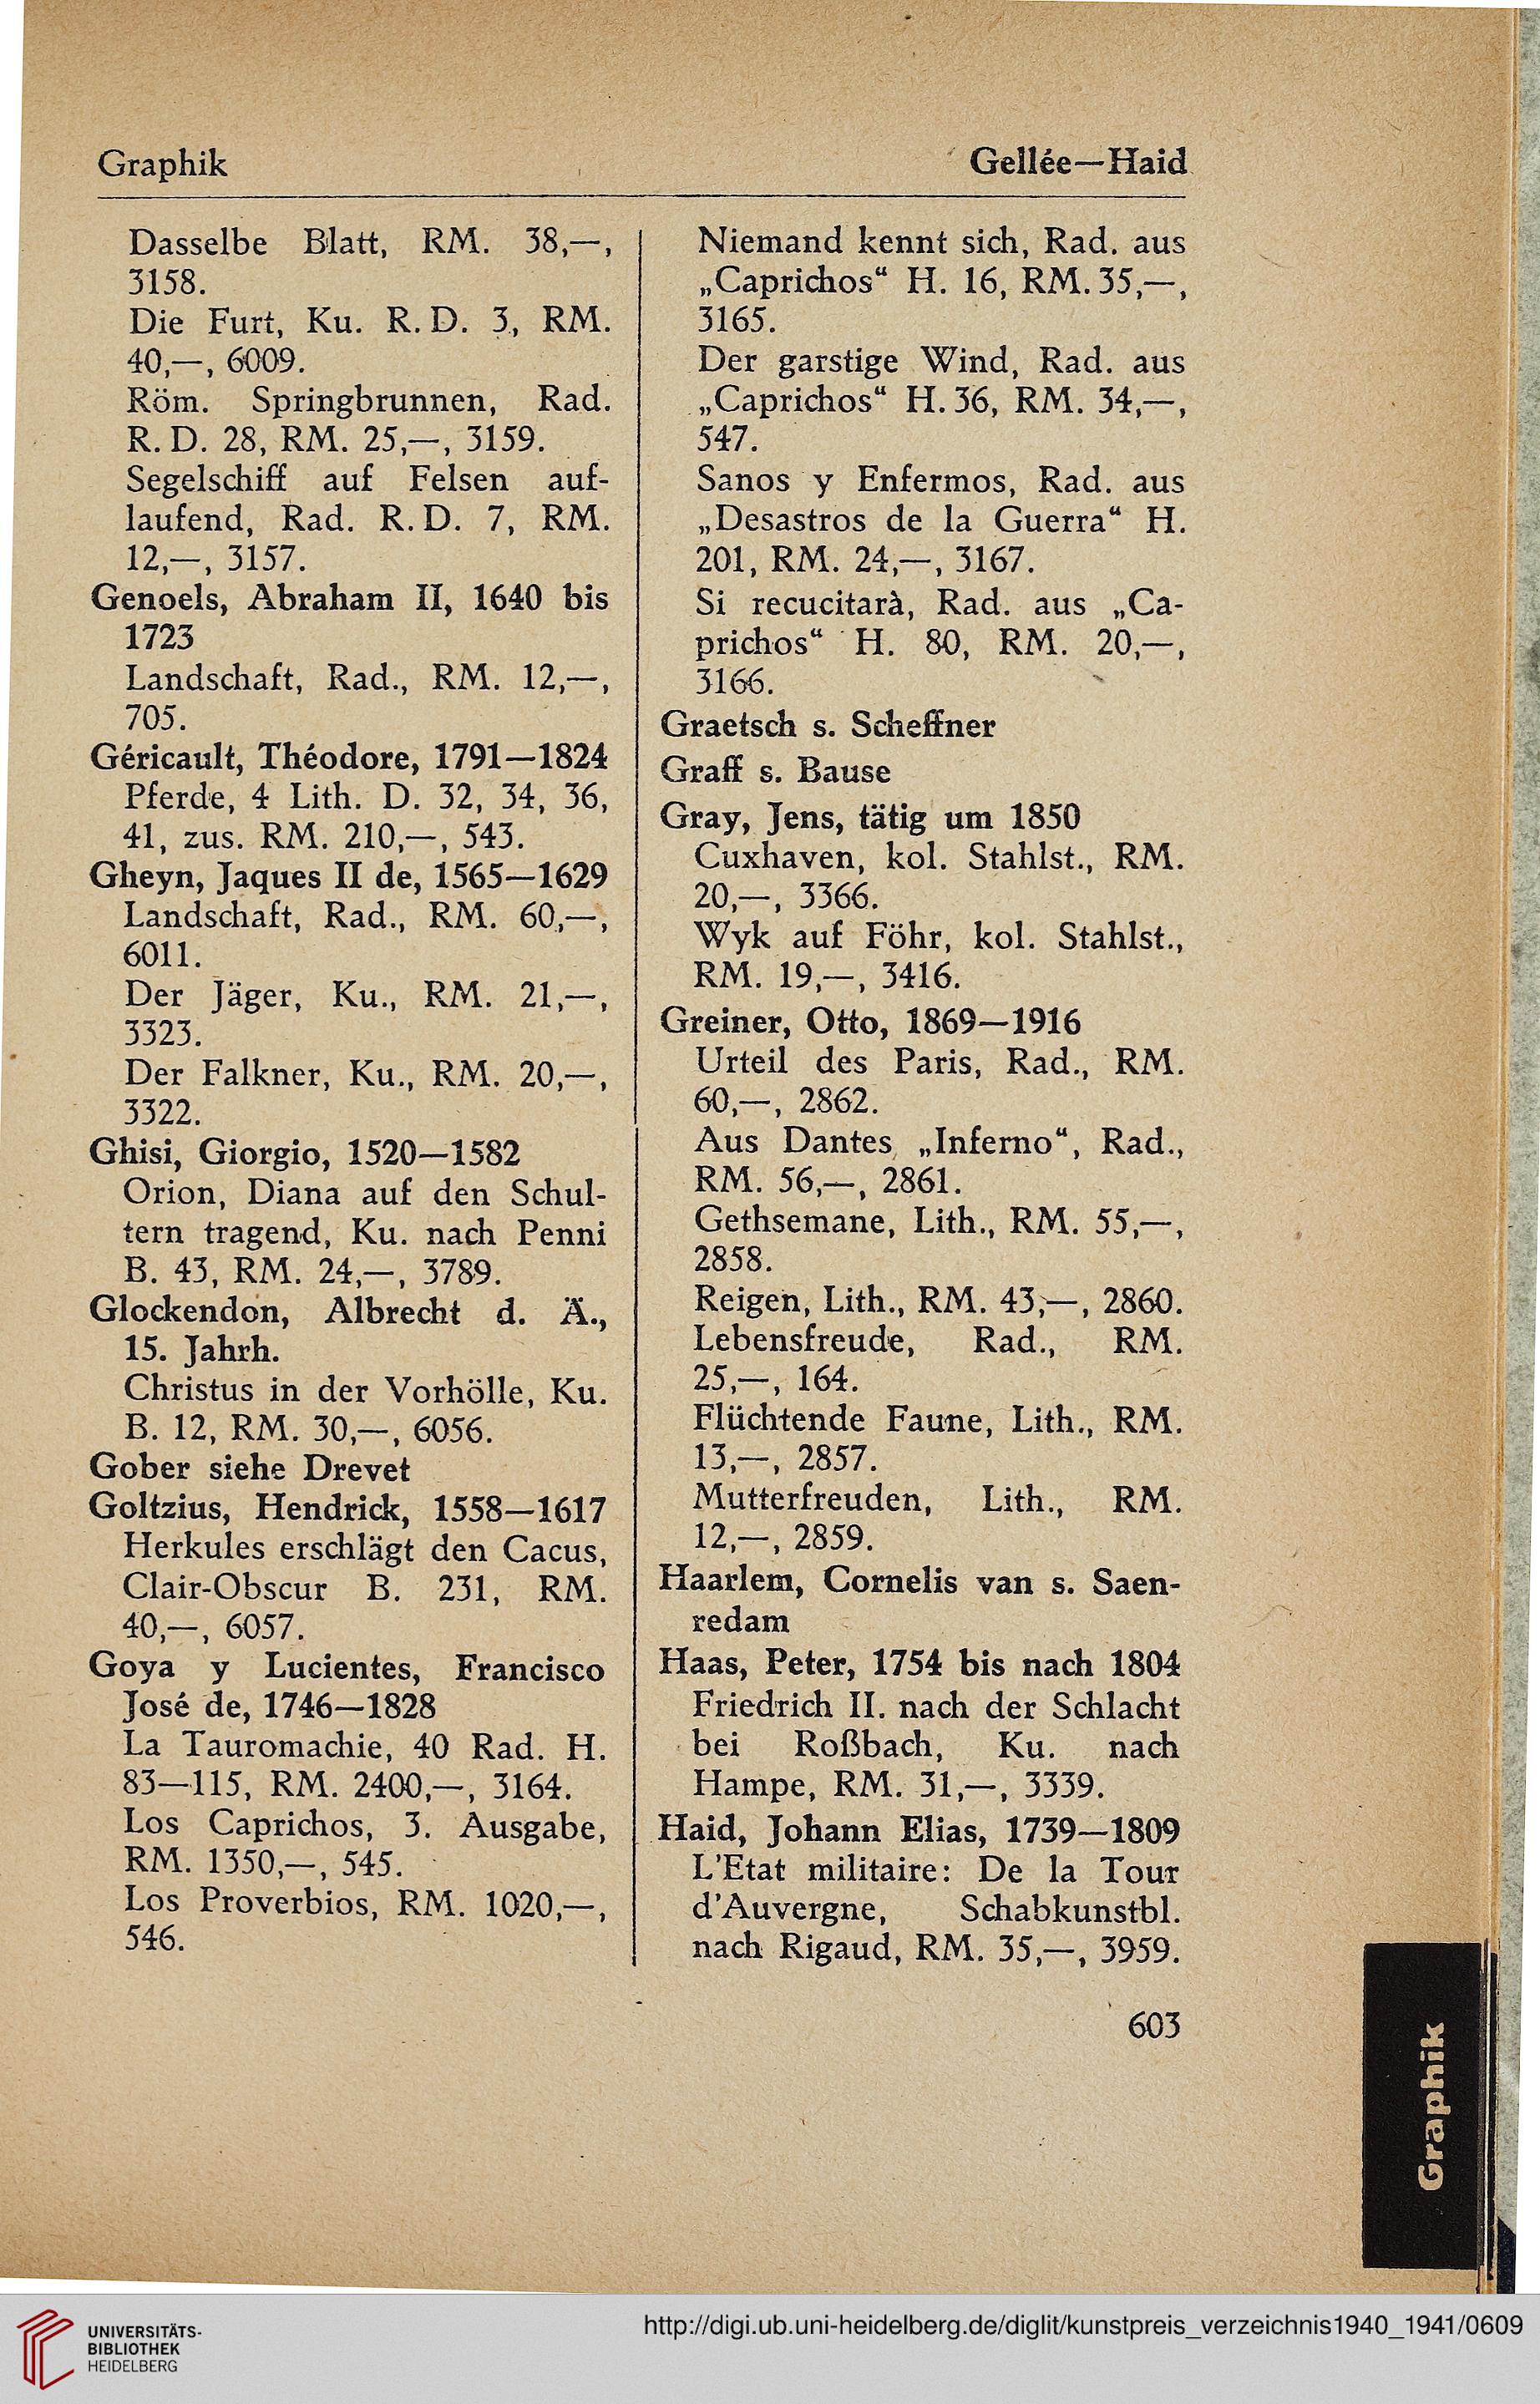 Graphik
Gellée—Haid
Dasselbe Blatt, RM. 38,—,
3158.
Die Furt, Ku. R. D. 3, RM.
40,—, 6009.
Röm. Springbrunnen, Rad.
R. D. 28, RM. 25,—, 3159.
Segelschiff auf Felsen auf-
laufend, Rad. R. D. 7, RM.
12,—, 3157.
Genoels, Abraham II, 1640 bis
1723
Landschaft, Rad., RM. 12,—,
705.
Géricault, Théodore, 1791—1824
Pferde, 4 Lith. D. 32, 34, 36,
41, zus. RM. 210,—, 543.
Gheyn, Jaques II de, 1565—1629
Landschaft, Rad., RM. 60,—,
6011.
Der Jäger, Ku., RM. 21,—,
3323.
Der Falkner, Ku., RM. 20,—,
3322.
Ghisi, Giorgio, 1520—1582
Orion, Diana auf den Schul-
tern tragend, Ku. nach Penni
B. 43, RM. 24,—, 3789.
Glockendon, Albrecht d. Ä.,
15. Jahrh.
Christus in der Vorhölle, Ku.
B. 12, RM. 30,—, 6056.
Gober siehe Drevet
Goltzius, Hendrick, 1558—1617
Herkules erschlägt den Cacus,
Clair-Obscur B. 231, RM.
40,—, 6057.
Goya y Lucientes, Francisco
José de, 1746—1828
La Tauromachie, 40 Rad. H.
83—115, RM. 2400,—, 3164.
Los Caprichos, 3. Ausgabe,
RM. 1350,—, 545.
Los Proverbios, RM. 1020,—,
546.
Niemand kennt sich, Rad. aus
„Caprichos“ H. 16, RM. 35,—,
3165.
Der garstige Wind, Rad. aus
„Caprichos“ H. 36, RM. 34,—,
547.
Sanos y Enfermos, Rad. aus
„Desastros de la Guerra“ H.
201, RM. 24,—, 3167.
Si recucitarà, Rad. aus „Ca-
prichos“ H. 80, RM. 20,—,
3166.
Graetsch s. Scheffner
Graff s. Bause
Gray, Jens, tätig um 1850
Cuxhaven, kol. Stahlst., RM.
20,—, 3366.
Wyk auf Föhr, kol. Stahlst.,
RM. 19,—, 3416.
Greiner, Otto, 1869—1916
Urteil des Paris, Rad., RM.
60,—, 2862.
Aus Dantes „Inferno“, Rad.,
RM. 56,—, 2861.
Gethsemane, Lith., RM. 55,—,
2858.
Reigen, Lith., RM. 43,—, 2860.
Lebensfreude, Rad., RM.
25,—, 164.
Flüchtende Faune, Lith., RM.
13,—, 2857.
Mutterfreuden, Lith., RM.
12,—, 2859.
Haarlem, Cornelis van s. Saen-
redam
Haas, Peter, 1754 bis nach 1804
Friedrich II. nach der Schlacht
bei Roßbach, Ku. nach
Hampe, RM. 31,—, 3339.
Haid, Johann Elias, 1739—1809
L'Etat militaire: De la Tour
d'Auvergne, Schabkunstbl.
nach Rigaud, RM. 35,—, 3959.
603
Graphik
UNIVERSITÄTS-
BIBLIOTHEK
HEIDELBERG
http://digi.ub.uni-heidelberg.de/diglit/kunstpreis_verzeichnis1940_1941/0609